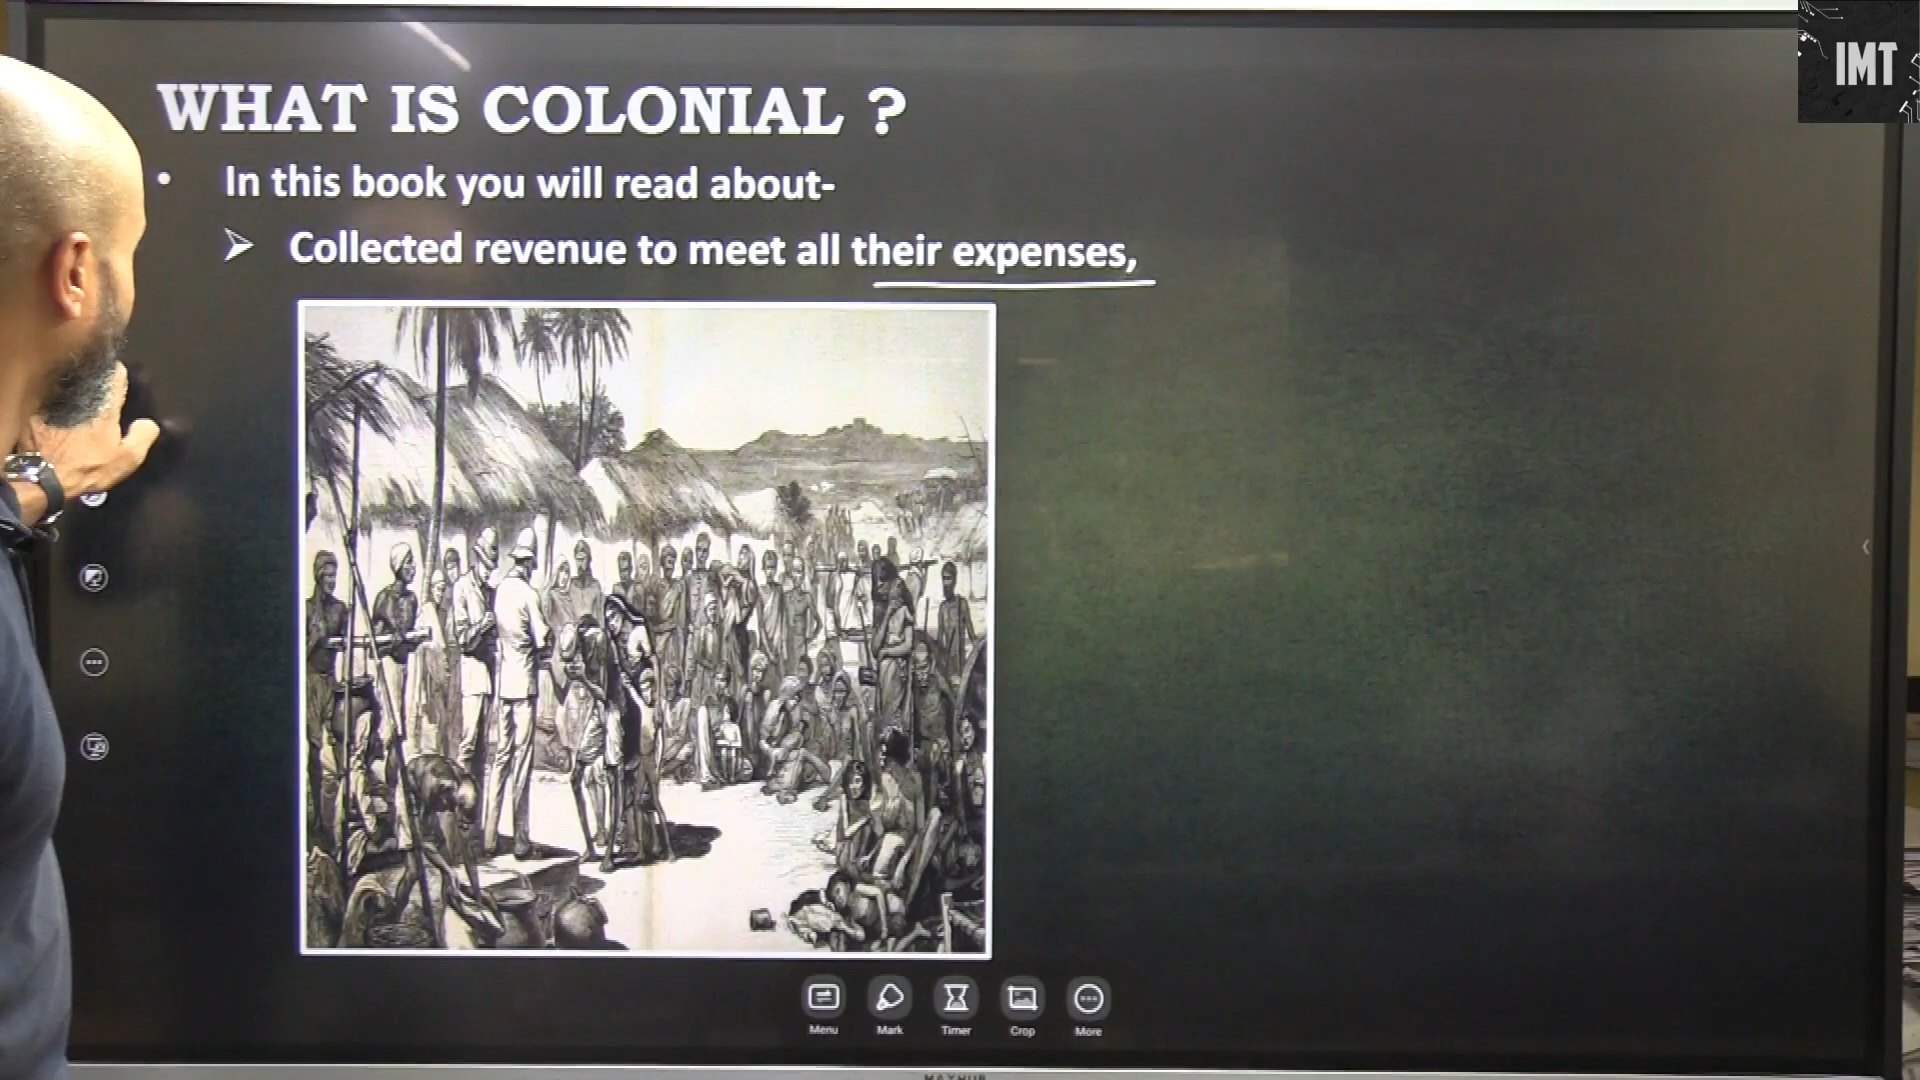 IMT
WHAT IS COLONIAL ?
• In this book you will read about-
➢ Collected revenue to meet all their expenses,
Menu
Mark
Timer
Crop
More
MAXHUB